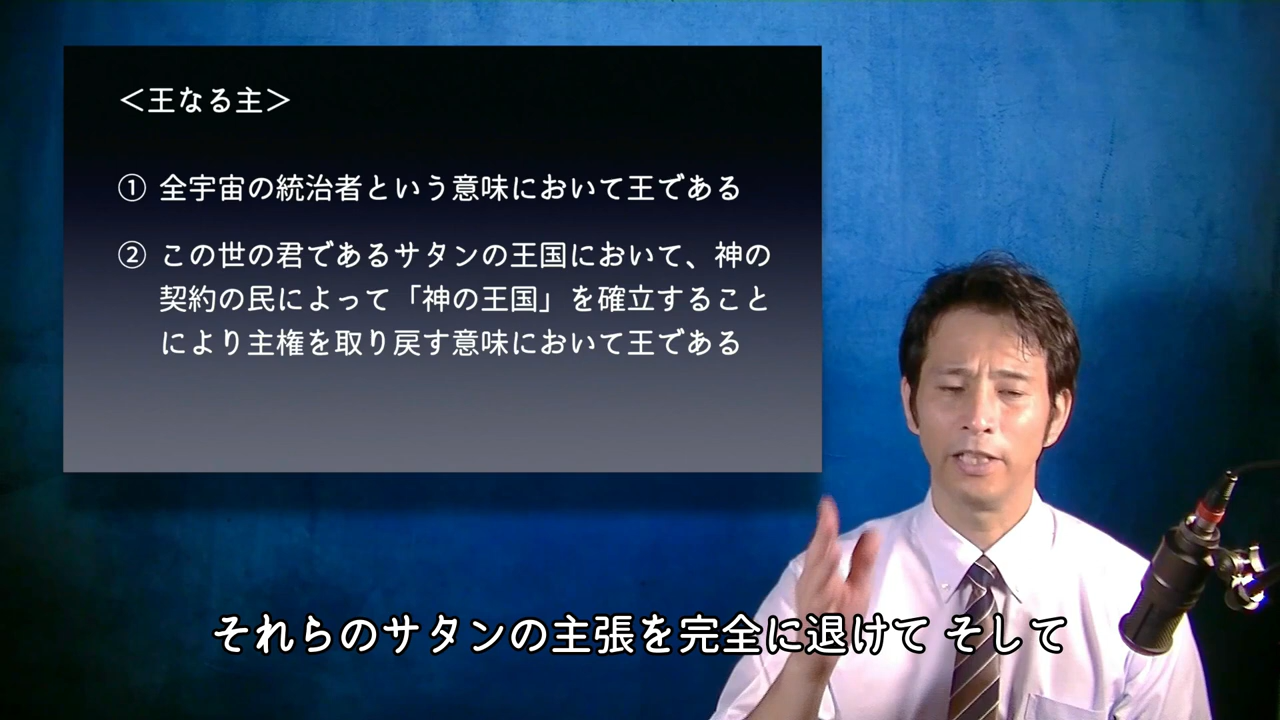 ＜王なる主＞
① 全宇宙の統治者という意味において王である
② この世の君であるサタンの王国において、神の
契約の民によって「神の王国」を確立すること
により主権を取り戻す意味において王である
それらのサタンの主張を完全に退けて そして